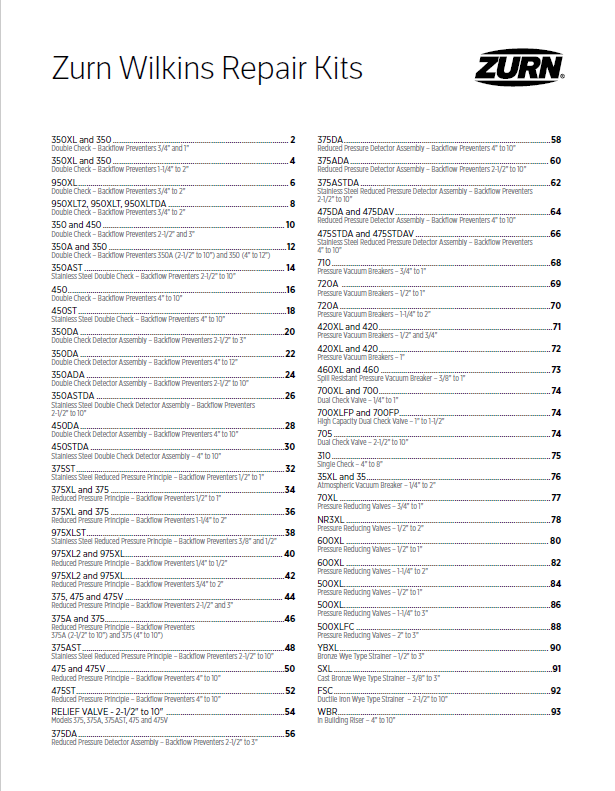 Zurn Wilkins Repair Kits
ZURN®
350XL and 350 2
Double Check – Backflow Preventers 3/4" and 1"
350XL and 350 4
Double Check – Backflow Preventers 1-1/4" to 2"
950XL 6
Double Check – Backflow Preventers 3/4" to 2"
950XLT2, 950XLT, 950XLTDA 8
Double Check – Backflow Preventers 3/4" to 2"
350 and 450 10
Double Check – Backflow Preventers 2-1/2" and 3"
350A and 350 12
Double Check – Backflow Preventers 350A (2-1/2" to 10") and 350 (4" to 12")
350AST 14
Stainless Steel Double Check – Backflow Preventers 2-1/2" to 10"
450 16
Double Check – Backflow Preventers 4" to 10"
450ST 18
Stainless Steel Double Check – Backflow Preventers 4" to 10"
350DA 20
Double Check Detector Assembly – Backflow Preventers 2-1/2" to 3"
350DA 22
Double Check Detector Assembly – Backflow Preventers 4" to 12"
350ADA 24
Double Check Detector Assembly – Backflow Preventers 2-1/2" to 10"
350ASTDA 26
Stainless Steel Double Check Detector Assembly – Backflow Preventers
2-1/2" to 10"
450DA 28
Double Check Detector Assembly – Backflow Preventers 4" to 10"
450STDA 30
Stainless Steel Double Check Detector Assembly – 4" to 10"
375ST 32
Stainless Steel Reduced Pressure Principle – Backflow Preventers 1/2" to 1"
375XL and 375 34
Reduced Pressure Principle – Backflow Preventers 1/2" to 1"
375XL and 375 36
Reduced Pressure Principle – Backflow Preventers 1-1/4" to 2"
975XLST 38
Stainless Steel Reduced Pressure Principle – Backflow Preventers 3/8" and 1/2"
975XL2 and 975XL 40
Reduced Pressure Principle – Backflow Preventers 1/4" to 1/2"
975XL2 and 975XL 42
Reduced Pressure Principle – Backflow Preventers 3/4" to 2"
375, 475 and 475V 44
Reduced Pressure Principle – Backflow Preventers 2-1/2" and 3"
375A and 375 46
Reduced Pressure Principle – Backflow Preventers
375A (2-1/2" to 10") and 375 (4" to 10")
375AST 48
Stainless Steel Reduced Pressure Principle – Backflow Preventers 2-1/2" to 10"
475 and 475V 50
Reduced Pressure Principle – Backflow Preventers 4" to 10"
475ST 52
Reduced Pressure Principle – Backflow Preventers 4" to 10"
RELIEF VALVE - 2-1/2" to 10" 54
Models 375, 375A, 375AST, 475 and 475V
375DA 56
Reduced Pressure Detector Assembly – Backflow Preventers 2-1/2" to 3"
375DA 58
Reduced Pressure Detector Assembly – Backflow Preventers 4" to 10"
375ADA 60
Reduced Pressure Detector Assembly – Backflow Preventers 2-1/2" to 10"
375ASTDA 62
Stainless Steel Reduced Pressure Detector Assembly – Backflow Preventers
2-1/2" to 10"
475DA and 475DAV 64
Reduced Pressure Detector Assembly – Backflow Preventers 4" to 10"
475STDA and 475STDAV 66
Stainless Steel Reduced Pressure Detector Assembly – Backflow Preventers
4" to 10"
710 68
Pressure Vacuum Breakers – 3/4" to 1"
720A 69
Pressure Vacuum Breakers – 1/2" to 1"
720A 70
Pressure Vacuum Breakers – 1-1/4" to 2"
420XL and 420 71
Pressure Vacuum Breakers – 1/2" and 3/4"
420XL and 420 72
Pressure Vacuum Breakers – 1"
460XL and 460 73
Spill Resistant Pressure Vacuum Breaker – 3/8" to 1"
700XL and 700 74
Dual Check Valve – 1/4" to 1"
700XLFP and 700FP 74
High Capacity Dual Check Valve – 1" to 1-1/2"
705 74
Dual Check Valve – 2-1/2" to 10"
310 75
Single Check – 4" to 8"
35XL and 35 76
Atmospheric Vacuum Breaker – 1/4" to 2"
70XL 77
Pressure Reducing Valves – 3/4" to 1"
NR3XL 78
Pressure Reducing Valves – 1/2" to 2"
600XL 80
Pressure Reducing Valves – 1/2" to 1"
600XL 82
Pressure Reducing Valves – 1-1/4" to 2"
500XL 84
Pressure Reducing Valves – 1/2" to 1"
500XL 86
Pressure Reducing Valves – 1-1/4" to 3"
500XLFC 88
Pressure Reducing Valves – 2" to 3"
YBXL 90
Bronze Wye Type Strainer – 1/2" to 3"
SXL 91
Cast Bronze Wye Type Strainer – 3/8" to 3"
FSC 92
Ductile Iron Wye Type Strainer – 2-1/2" to 10"
WBR 93
In Building Riser – 4" to 10"